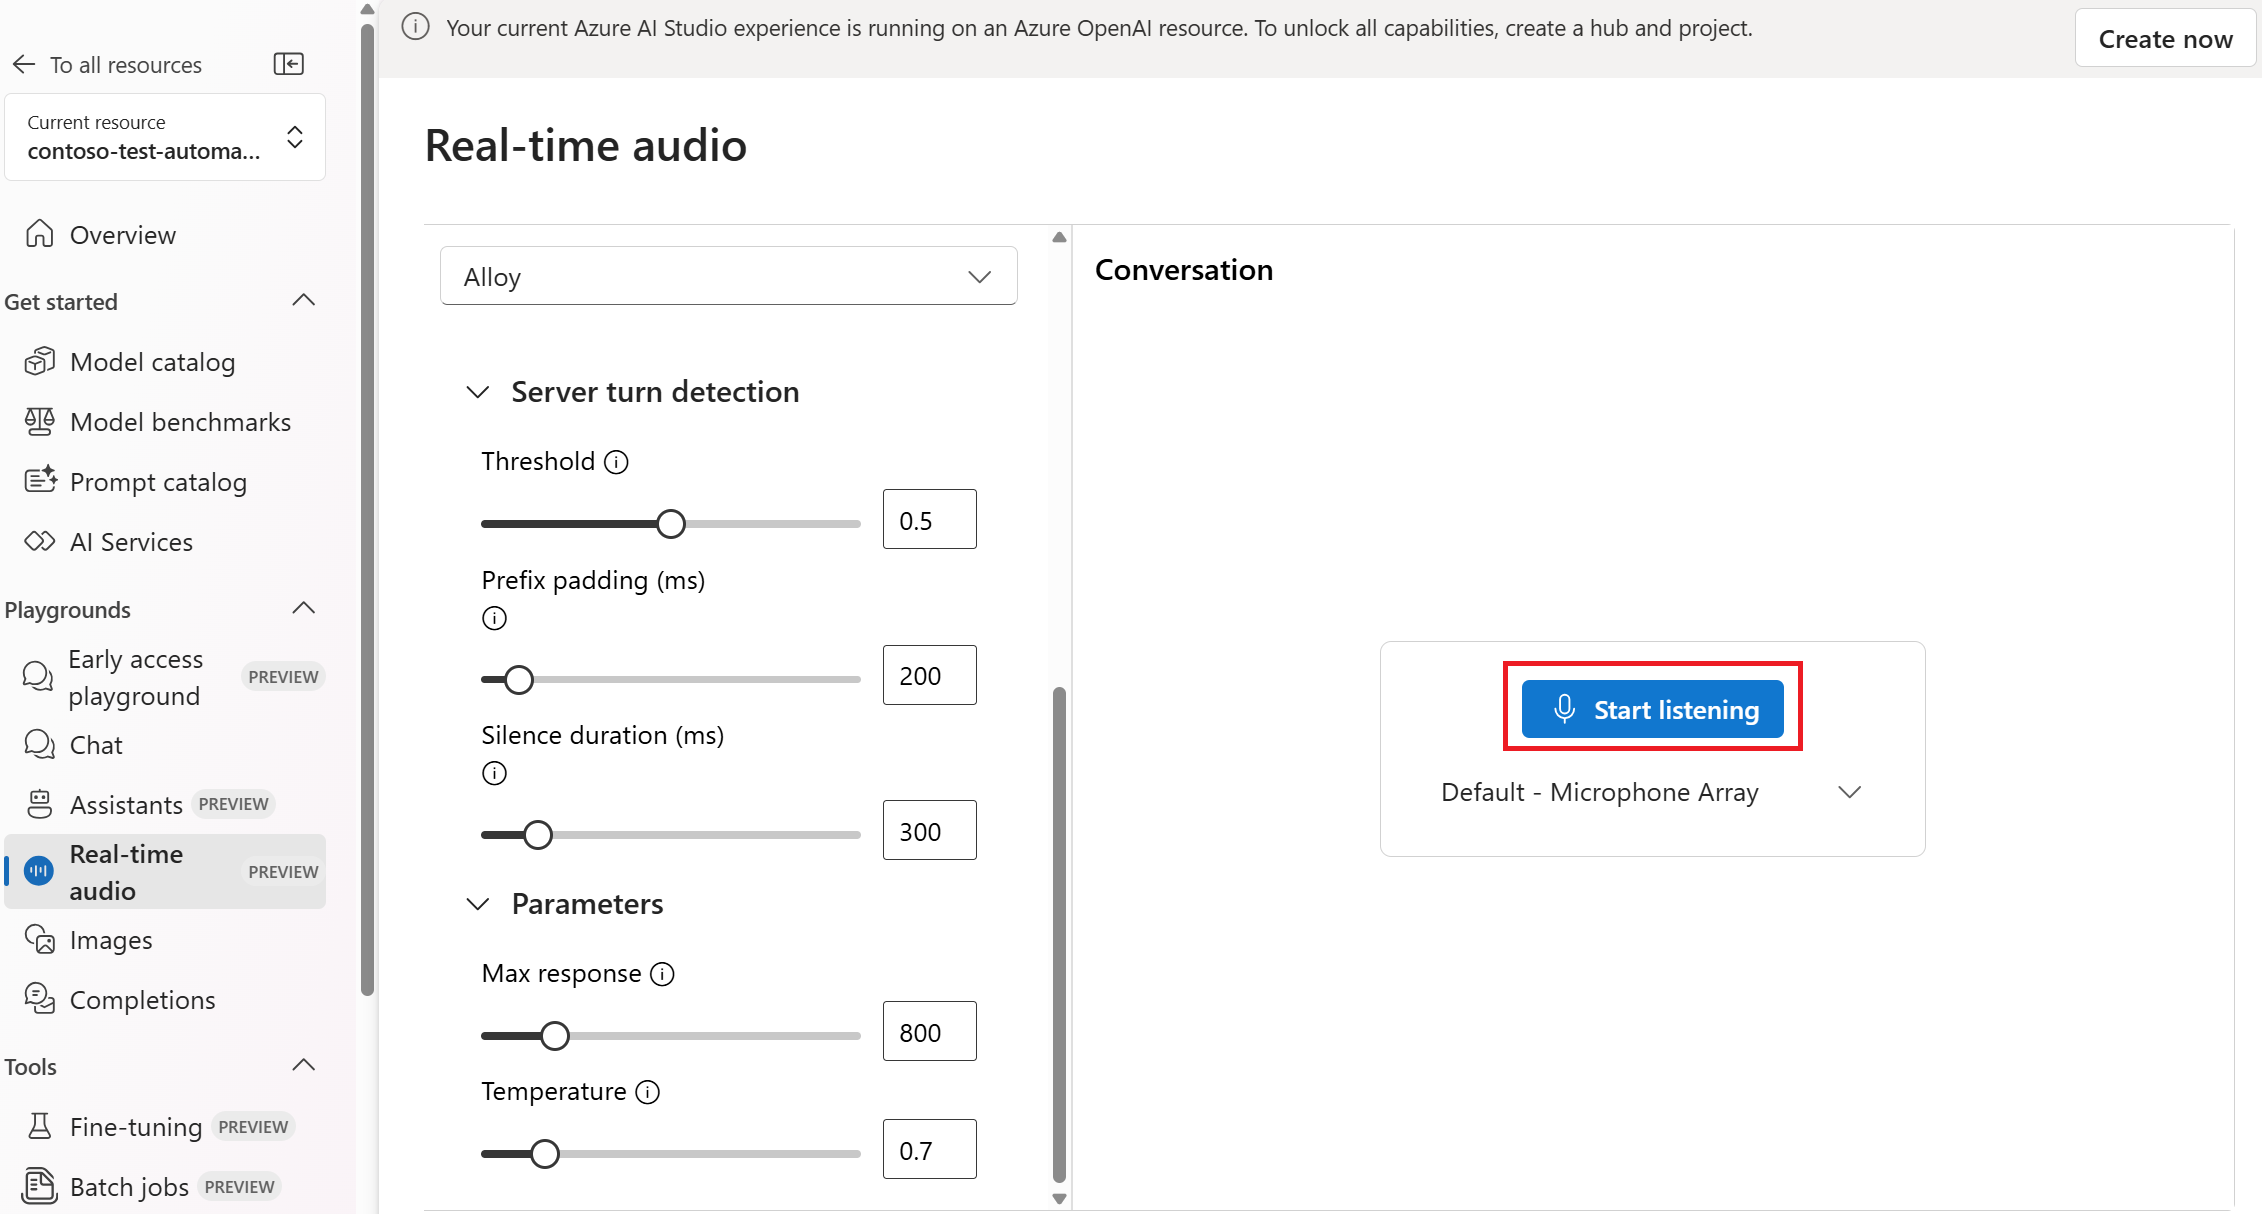 Your current Azure AI Studio experience is running on an Azure OpenAI resource. To unlock all capabilities, create a hub and project.
Create now
To all resources
Current resource
contoso-test-automa...
Overview
Get started
Model catalog
Model benchmarks
Prompt catalog
AI Services
Playgrounds
Early access
playground
PREVIEW
Chat
Assistants PREVIEW
Real-time
audio
PREVIEW
Images
Completions
Tools
Fine-tuning PREVIEW
Batch jobs PREVIEW
Real-time audio
Alloy
Server turn detection
Threshold
0.5
Prefix padding (ms)
200
Silence duration (ms)
300
Parameters
Max response
800
Temperature
0.7
Conversation
Start listening
Default - Microphone Array